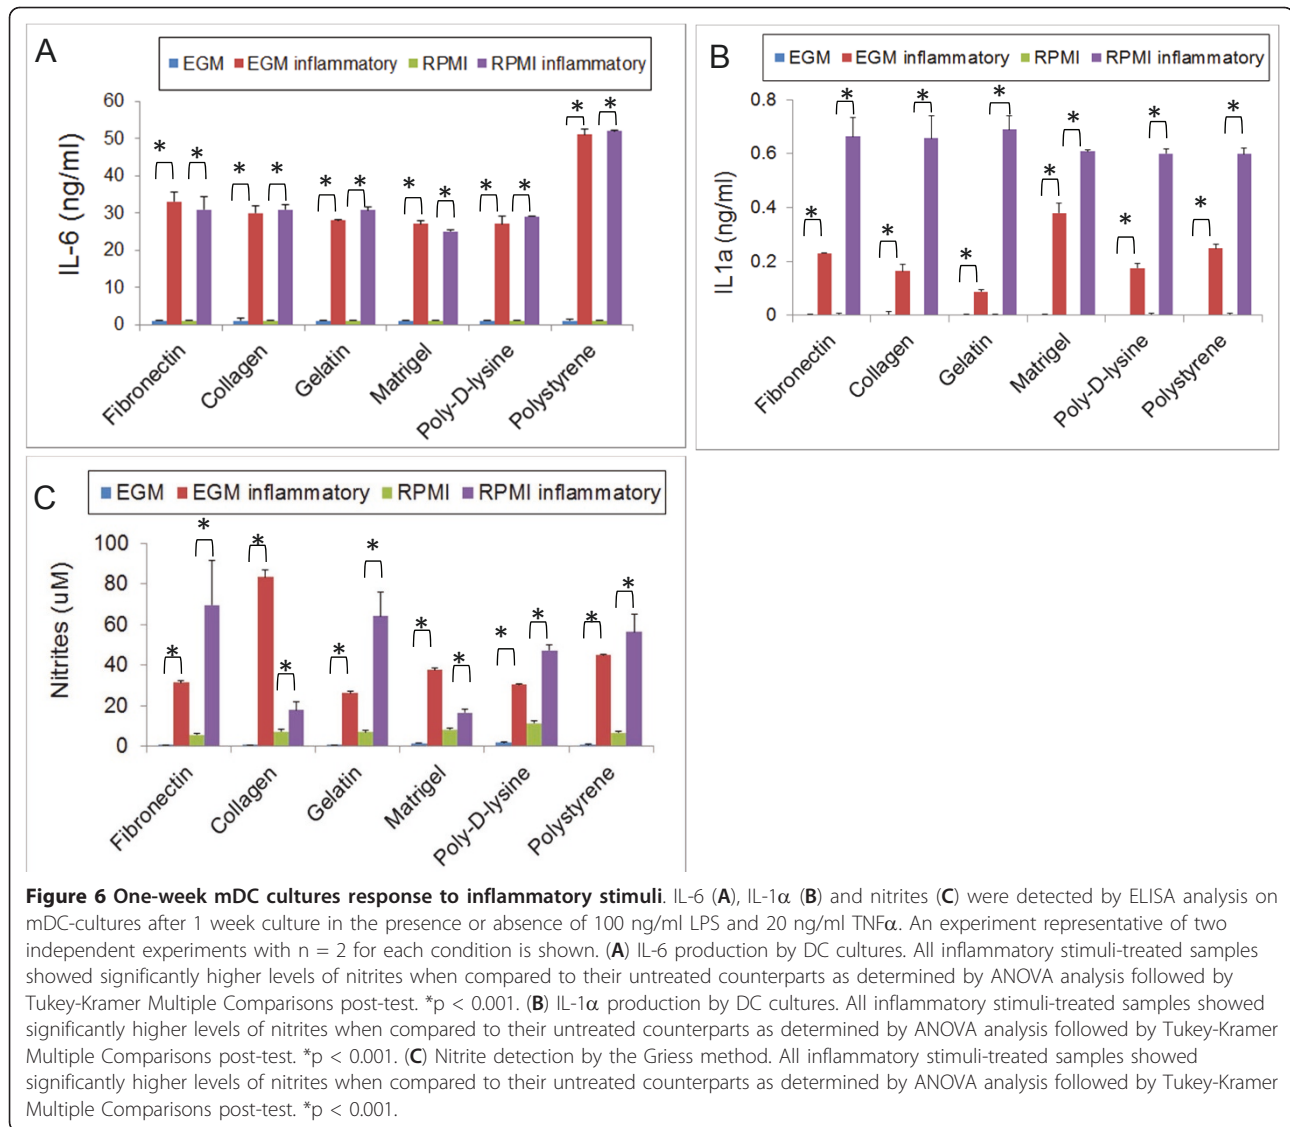 A
EGM EGM inflammatory RPMI RPMI inflammatory
IL-6 (ng/ml)
60
50
40
30
20
10
0
* * * * * * * * * * * *
Fibronectin Collagen Gelatin Matrigel Poly-D-lysine Polystyrene
B
EGM EGM inflammatory RPMI RPMI inflammatory
IL1a (ng/ml)
0.8
0.6
0.4
0.2
0
* * * * * * * * * * * *
Fibronectin Collagen Gelatin Matrigel Poly-D-lysine Polystyrene
C
EGM EGM inflammatory RPMI RPMI inflammatory
Nitrites (uM)
100
80
60
40
20
0
* * * * * * * * * * * *
Fibronectin Collagen Gelatin Matrigel Poly-D-lysine Polystyrene
Figure 6 One-week mDC cultures response to inflammatory stimuli. IL-6 (A), IL-1α (B) and nitrites (C) were detected by ELISA analysis on
mDC-cultures after 1 week culture in the presence or absence of 100 ng/ml LPS and 20 ng/ml TNFα. An experiment representative of two
independent experiments with n = 2 for each condition is shown. (A) IL-6 production by DC cultures. All inflammatory stimuli-treated samples
showed significantly higher levels of nitrites when compared to their untreated counterparts as determined by ANOVA analysis followed by
Tukey-Kramer Multiple Comparisons post-test. *p < 0.001. (B) IL-1α production by DC cultures. All inflammatory stimuli-treated samples showed
significantly higher levels of nitrites when compared to their untreated counterparts as determined by ANOVA analysis followed by Tukey-Kramer
Multiple Comparisons post-test. *p < 0.001. (C) Nitrite detection by the Griess method. All inflammatory stimuli-treated samples showed
significantly higher levels of nitrites when compared to their untreated counterparts as determined by ANOVA analysis followed by Tukey-Kramer
Multiple Comparisons post-test. *p < 0.001.